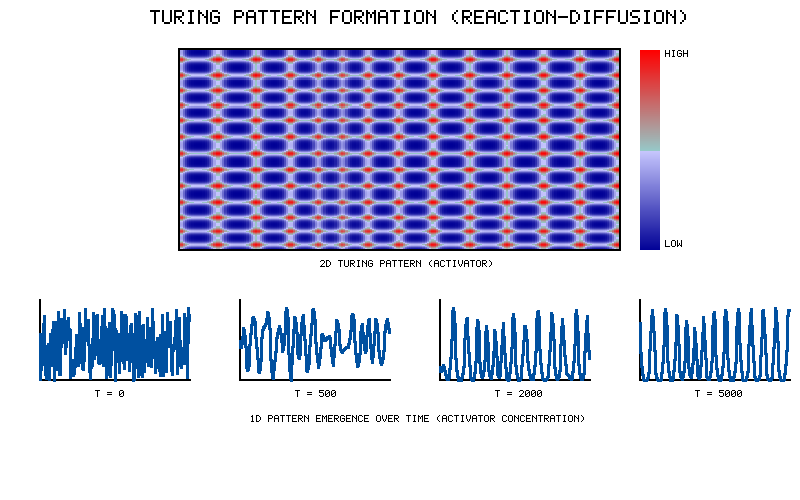 TURING PATTERN FORMATION (REACTION-DIFFUSION)
HIGH
LOW
2D TURING PATTERN (ACTIVATOR)
T = 0
T = 500
T = 2000
T = 5000
1D PATTERN EMERGENCE OVER TIME (ACTIVATOR CONCENTRATION)